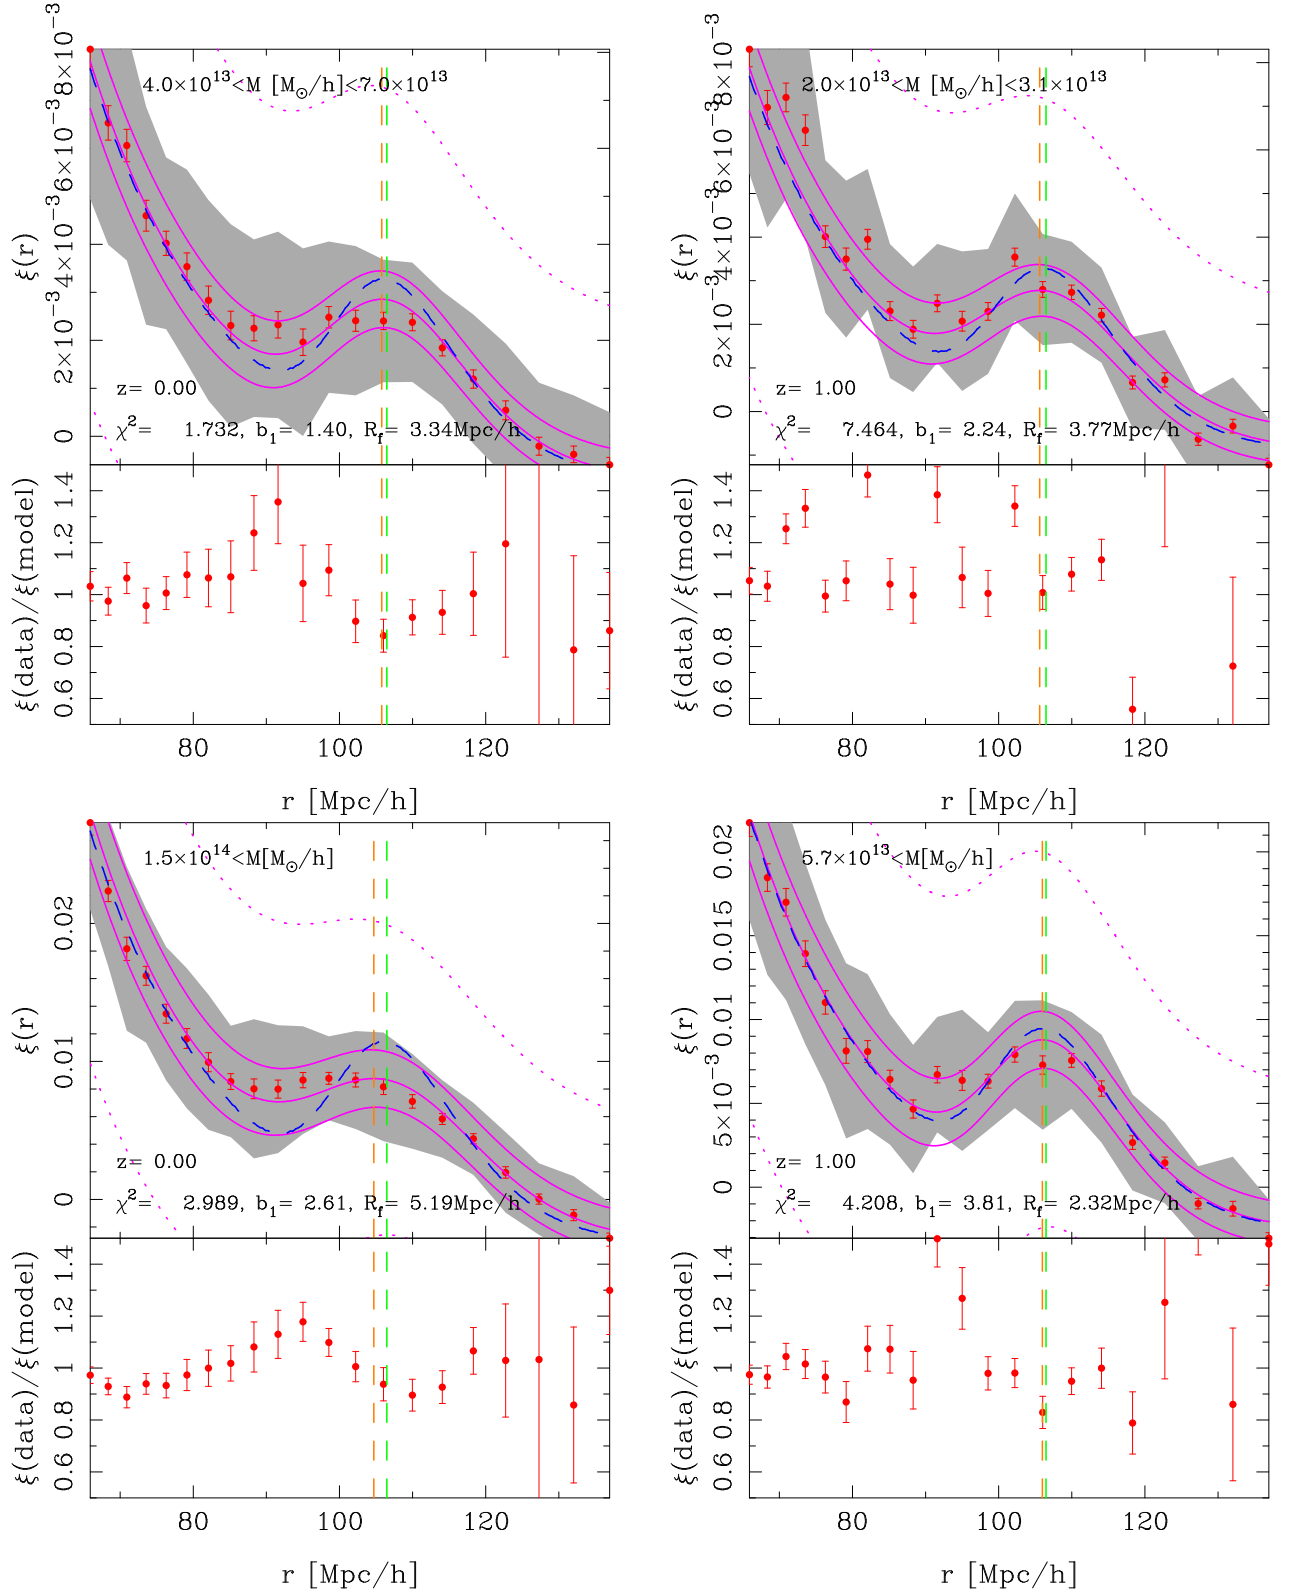 4.0×10¹³<M [M☉/h]<7.0×10¹³
ξ(r)
8×10⁻³
6×10⁻³
4×10⁻³
2×10⁻³
0
z= 0.00
χ²= 1.732, b₁= 1.40, R_f= 3.34Mpc/h
ξ(data)/ξ(model)
1.4
1.2
1
0.8
0.6
80 100 120
r [Mpc/h]
2.0×10¹³<M [M☉/h]<3.1×10¹³
ξ(r)
8×10⁻³
6×10⁻³
4×10⁻³
2×10⁻³
0
z= 1.00
χ²= 7.464, b₁= 2.24, R_f= 3.77Mpc/h
ξ(data)/ξ(model)
1.4
1.2
1
0.8
0.6
80 100 120
r [Mpc/h]
1.5×10¹⁴<M[M☉/h]
ξ(r)
0.02
0.01
0
z= 0.00
χ²= 2.989, b₁= 2.61, R_f= 5.19Mpc/h
ξ(data)/ξ(model)
1.4
1.2
1
0.8
0.6
80 100 120
r [Mpc/h]
5.7×10¹³<M[M☉/h]
ξ(r)
0.02
0.015
0.01
5×10⁻³
0
z= 1.00
χ²= 4.208, b₁= 3.81, R_f= 2.32Mpc/h
ξ(data)/ξ(model)
1.4
1.2
1
0.8
0.6
80 100 120
r [Mpc/h]